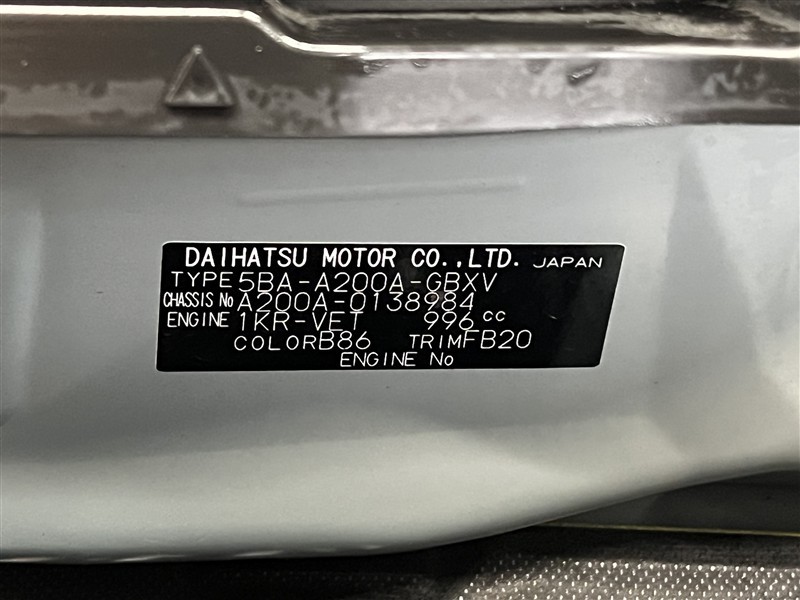 DAIHATSU MOTOR CO.,LTD. JAPAN
TYPE 5BA-A200A-GBXV
CHASSIS No A200A-0138984
ENGINE 1KR-VET 996 cc
COLOR B86 TRIM FB20
ENGINE No